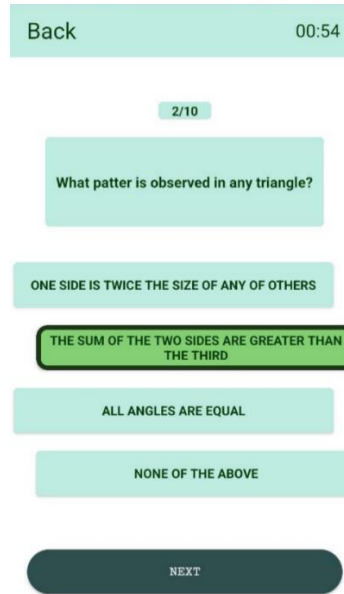 Back 00:54
2/10
What patter is observed in any triangle?
ONE SIDE IS TWICE THE SIZE OF ANY OF OTHERS
THE SUM OF THE TWO SIDES ARE GREATER THAN
THE THIRD
ALL ANGLES ARE EQUAL
NONE OF THE ABOVE
NEXT